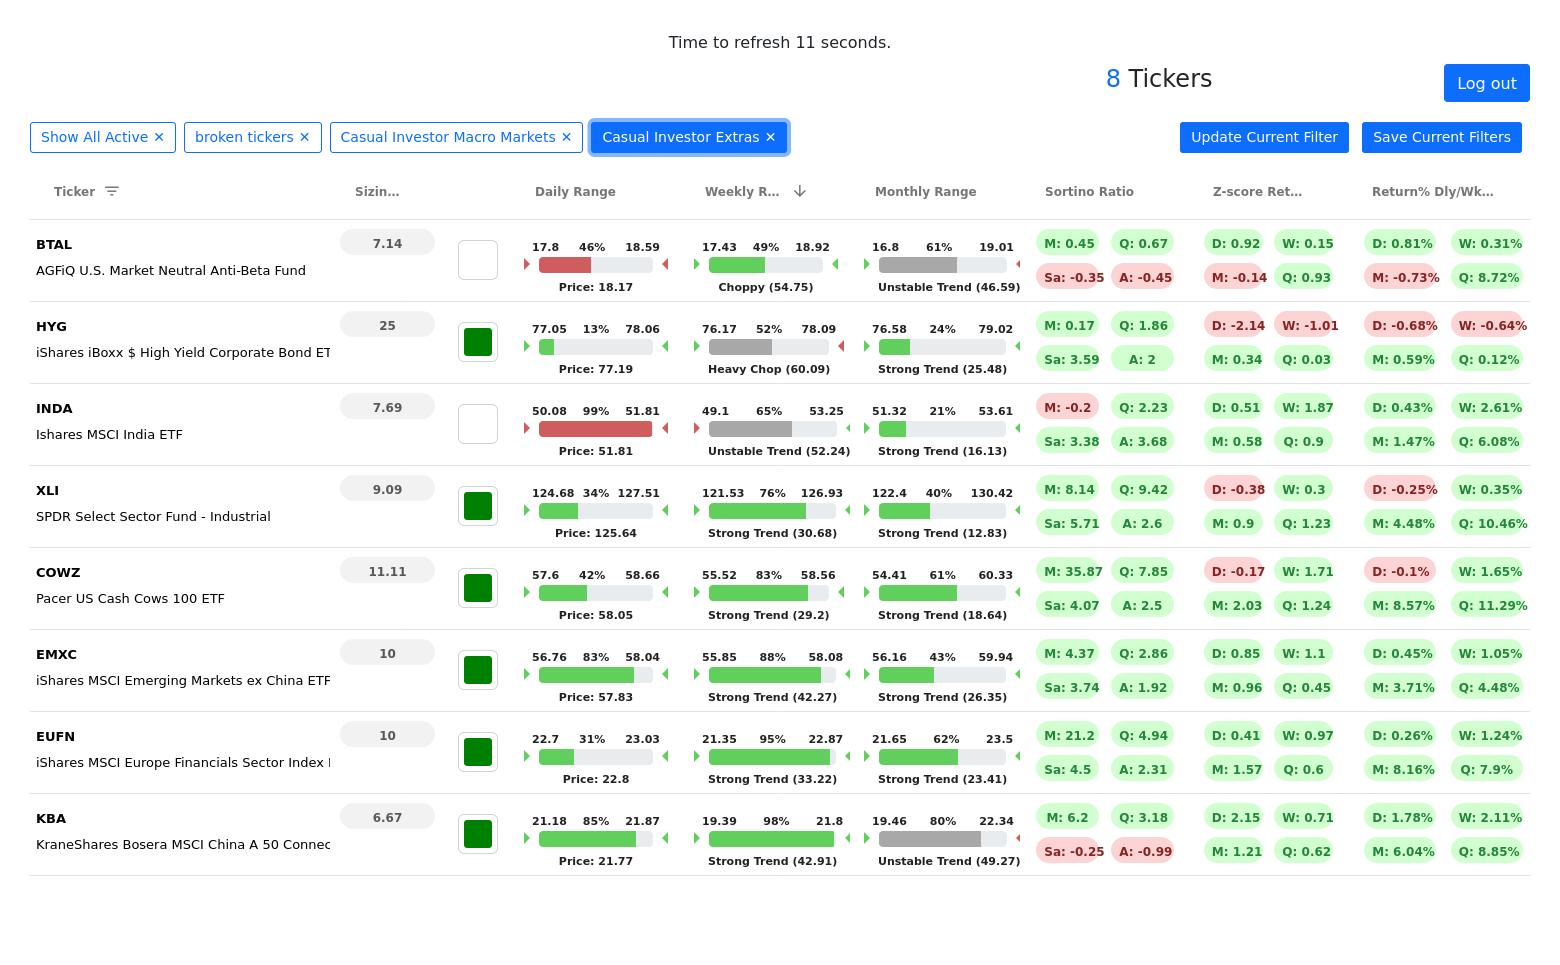 Time to refresh 11 seconds.
8 Tickers
Log out
Show All Active ✕ broken tickers ✕ Casual Investor Macro Markets ✕ Casual Investor Extras ✕ Update Current Filter Save Current Filters
Ticker Sizin… Daily Range Weekly R… Monthly Range Sortino Ratio Z-score Ret… Return% Dly/Wk…
BTAL 7.14 17.8 46% 18.59 17.43 49% 18.92 16.8 61% 19.01 M: 0.45 Q: 0.67 D: 0.92 W: 0.15 D: 0.81% W: 0.31%
AGFiQ U.S. Market Neutral Anti-Beta Fund Sa: -0.35 A: -0.45 M: -0.14 Q: 0.93 M: -0.73% Q: 8.72%
Price: 18.17 Choppy (54.75) Unstable Trend (46.59)
HYG 25 77.05 13% 78.06 76.17 52% 78.09 76.58 24% 79.02 M: 0.17 Q: 1.86 D: -2.14 W: -1.01 D: -0.68% W: -0.64%
iShares iBoxx $ High Yield Corporate Bond ET Sa: 3.59 A: 2 M: 0.34 Q: 0.03 M: 0.59% Q: 0.12%
Price: 77.19 Heavy Chop (60.09) Strong Trend (25.48)
INDA 7.69 50.08 99% 51.81 49.1 65% 53.25 51.32 21% 53.61 M: -0.2 Q: 2.23 D: 0.51 W: 1.87 D: 0.43% W: 2.61%
Ishares MSCI India ETF Sa: 3.38 A: 3.68 M: 0.58 Q: 0.9 M: 1.47% Q: 6.08%
Price: 51.81 Unstable Trend (52.24) Strong Trend (16.13)
XLI 9.09 124.68 34% 127.51 121.53 76% 126.93 122.4 40% 130.42 M: 8.14 Q: 9.42 D: -0.38 W: 0.3 D: -0.25% W: 0.35%
SPDR Select Sector Fund - Industrial Sa: 5.71 A: 2.6 M: 0.9 Q: 1.23 M: 4.48% Q: 10.46%
Price: 125.64 Strong Trend (30.68) Strong Trend (12.83)
COWZ 11.11 57.6 42% 58.66 55.52 83% 58.56 54.41 61% 60.33 M: 35.87 Q: 7.85 D: -0.17 W: 1.71 D: -0.1% W: 1.65%
Pacer US Cash Cows 100 ETF Sa: 4.07 A: 2.5 M: 2.03 Q: 1.24 M: 8.57% Q: 11.29%
Price: 58.05 Strong Trend (29.2) Strong Trend (18.64)
EMXC 10 56.76 83% 58.04 55.85 88% 58.08 56.16 43% 59.94 M: 4.37 Q: 2.86 D: 0.85 W: 1.1 D: 0.45% W: 1.05%
iShares MSCI Emerging Markets ex China ETF Sa: 3.74 A: 1.92 M: 0.96 Q: 0.45 M: 3.71% Q: 4.48%
Price: 57.83 Strong Trend (42.27) Strong Trend (26.35)
EUFN 10 22.7 31% 23.03 21.35 95% 22.87 21.65 62% 23.5 M: 21.2 Q: 4.94 D: 0.41 W: 0.97 D: 0.26% W: 1.24%
iShares MSCI Europe Financials Sector Index Sa: 4.5 A: 2.31 M: 1.57 Q: 0.6 M: 8.16% Q: 7.9%
Price: 22.8 Strong Trend (33.22) Strong Trend (23.41)
KBA 6.67 21.18 85% 21.87 19.39 98% 21.8 19.46 80% 22.34 M: 6.2 Q: 3.18 D: 2.15 W: 0.71 D: 1.78% W: 2.11%
KraneShares Bosera MSCI China A 50 Connec Sa: -0.25 A: -0.99 M: 1.21 Q: 0.62 M: 6.04% Q: 8.85%
Price: 21.77 Strong Trend (42.91) Unstable Trend (49.27)